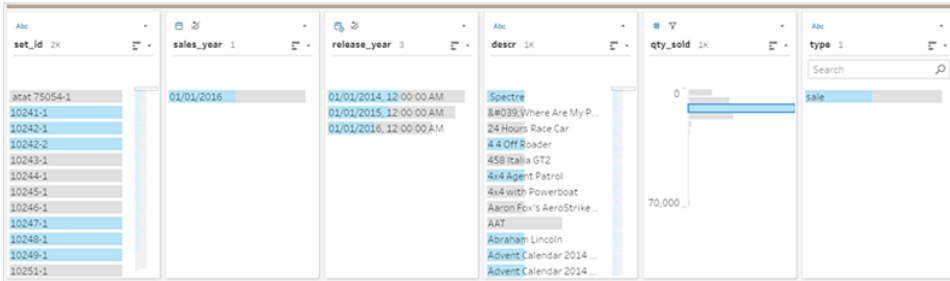 Abc
set_id 2K
atat 75054-1
10241-1
10242-1
10242-2
10243-1
10244-1
10245-1
10246-1
10247-1
10248-1
10249-1
10251-1
sales_year 1
01/01/2016
release_year 3
01/01/2014, 12:00:00 AM
01/01/2015, 12:00:00 AM
01/01/2016, 12:00:00 AM
Abc
descr 1K
Spectre
&#039,Where Are My P...
24 Hours Race Car
4 4 Off Roader
458 Italia GT2
4x4 Agent Patrol
4x4 with Powerboat
Aaron Fox's AeroStrike...
AAT
Abraham Lincoln
Advent Calendar 2014 ...
Advent Calendar 2014 ...
#
qty_sold 1K
0
70,000
Abc
type 1
Search
sale